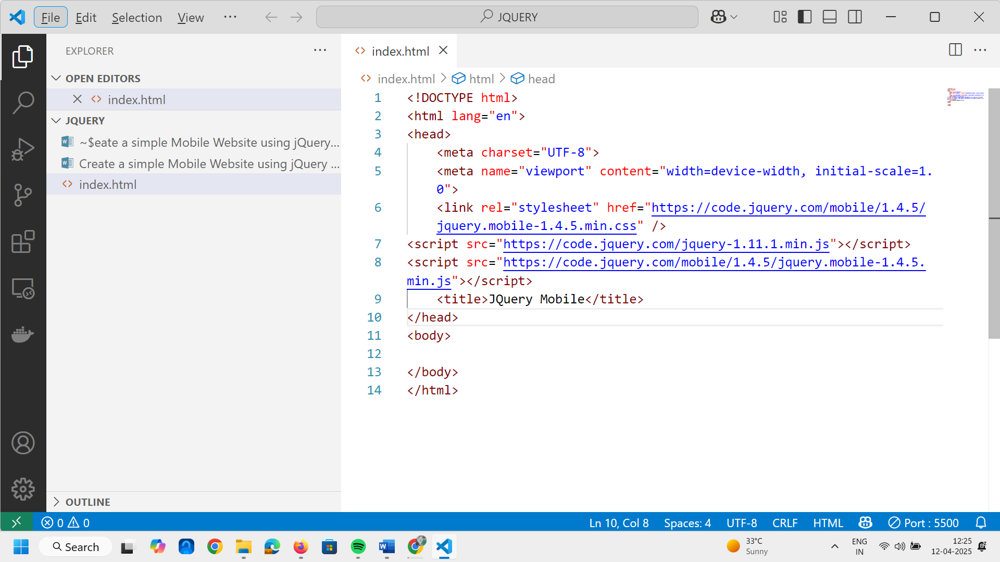 File Edit Selection View ···
JQUERY
EXPLORER
OPEN EDITORS
index.html
JQUERY
~$eate a simple Mobile Website using jQuery...
Create a simple Mobile Website using jQuery ...
index.html
OUTLINE
index.html
index.html > html > head
1 <!DOCTYPE html>
2 <html lang="en">
3 <head>
4 <meta charset="UTF-8">
5 <meta name="viewport" content="width=device-width, initial-scale=1.
0">
6 <link rel="stylesheet" href="https://code.jquery.com/mobile/1.4.5/
jquery.mobile-1.4.5.min.css" />
7 <script src="https://code.jquery.com/jquery-1.11.1.min.js"></script>
8 <script src="https://code.jquery.com/mobile/1.4.5/jquery.mobile-1.4.5.
min.js"></script>
9 <title>JQuery Mobile</title>
10 </head>
11 <body>
12
13 </body>
14 </html>
0 0 Ln 10, Col 8 Spaces: 4 UTF-8 CRLF HTML Port : 5500
Search
33°C
Sunny
ENG
IN
12:25
12-04-2025